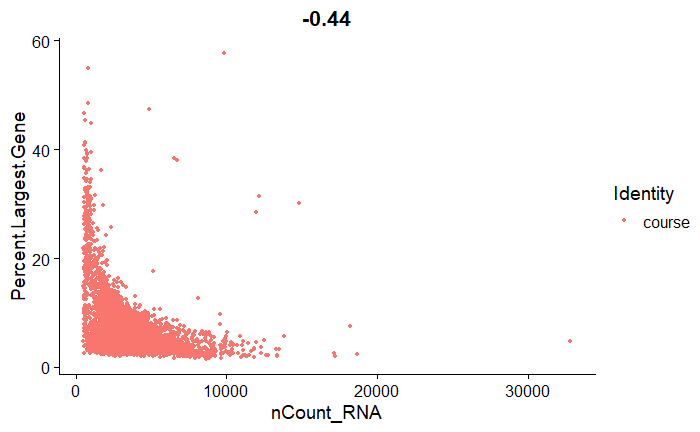 -0.44
60
40
20
0
Percent.Largest.Gene
0 10000 20000 30000
nCount_RNA
Identity
course